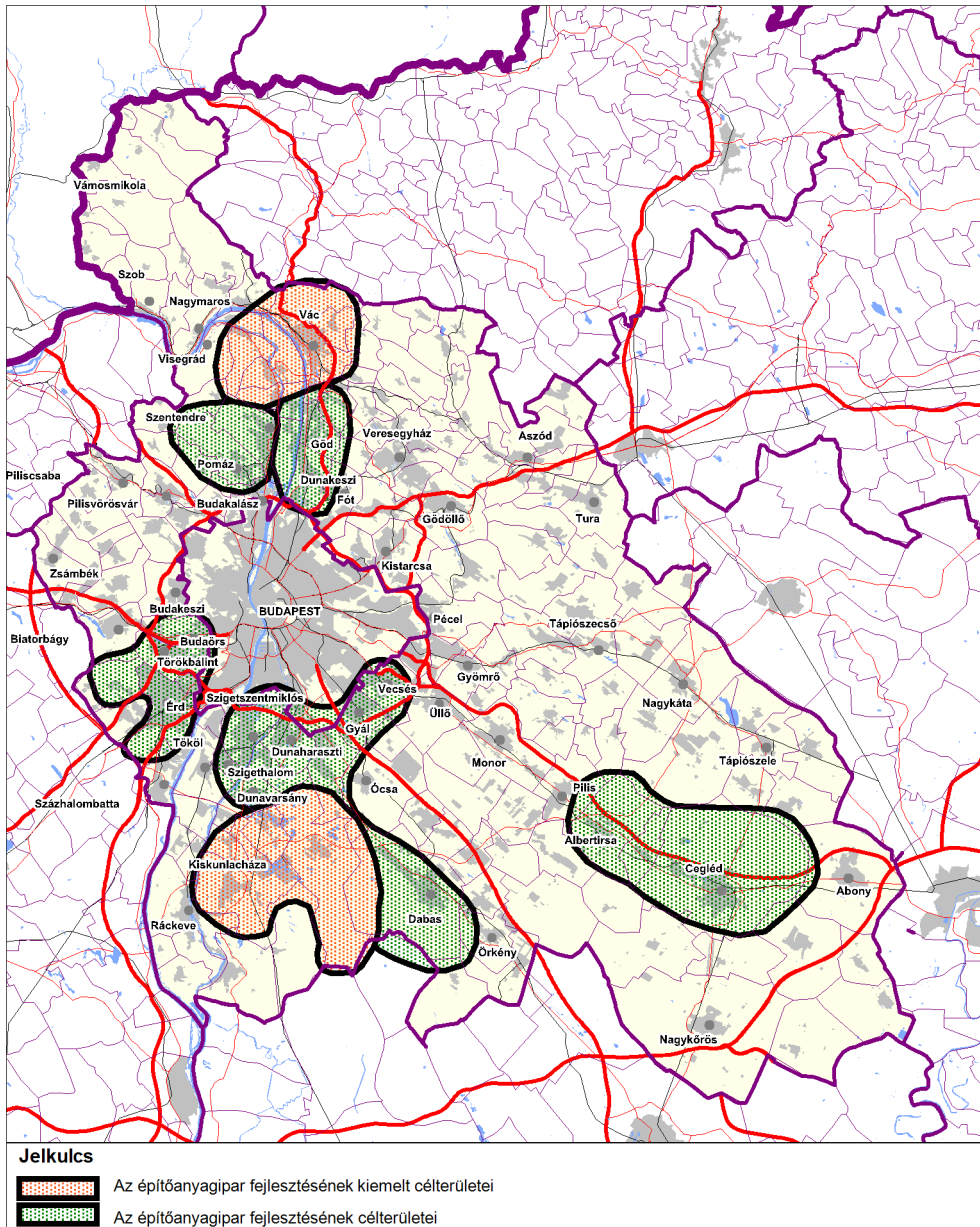 Vámosmikola
Szob
Nagymaros
Vác
Visegrád
Szentendre
Göd
Veresegyház
Aszód
Pomáz
Piliscsaba
Dunakeszi
Pilisvörösvár
Budakalász
Fót
Gödöllő
Tura
Kistarcsa
Zsámbék
Budakeszi
BUDAPEST
Pécel
Tápiószecső
Biatorbágy
Budaörs
Törökbálint
Gyömrő
Vecsés
Nagykáta
Szigetszentmiklós
Érd
Üllő
Gyál
Tököl
Dunaharaszti
Monor
Tápiószele
Szigethalom
Ócsa
Pilis
Dunavarsány
Százhalombatta
Albertirsa
Kiskunlacháza
Cegléd
Abony
Ráckeve
Dabas
Örkény
Nagykőrös
Jelkulcs
Az építőanyagipar fejlesztésének kiemelt célterületei
Az építőanyagipar fejlesztésének célterületei